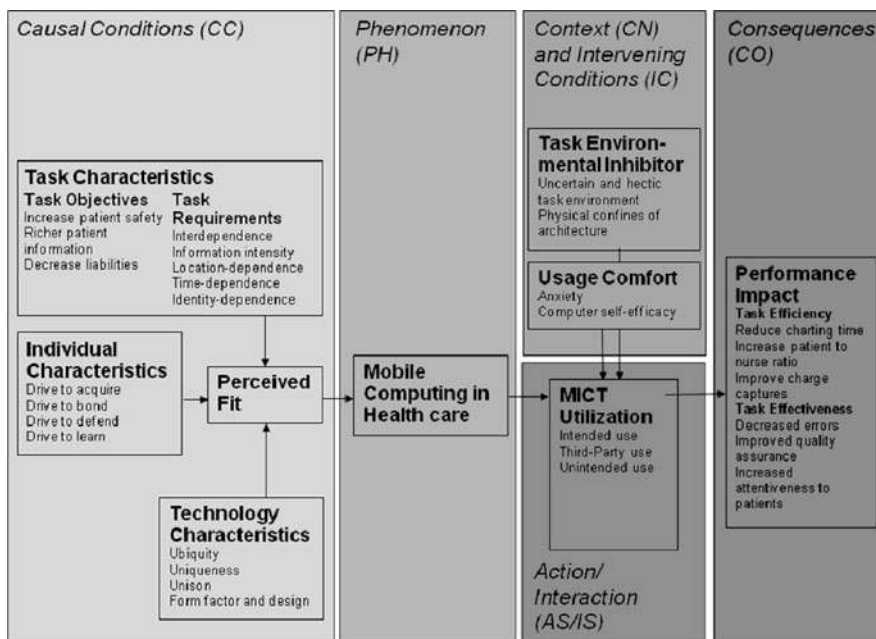 Causal Conditions (CC)
Task Characteristics
Task Objectives
Increase patient safety
Richer patient
information
Decrease liabilities
Task
Requirements
Interdependence
Information intensity
Location-dependence
Time-dependence
Identity-dependence
Individual
Characteristics
Drive to acquire
Drive to bond
Drive to defend
Drive to learn
Perceived
Fit
Technology
Characteristics
Ubiquity
Uniqueness
Unison
Form factor and design
Phenomenon
(PH)
Mobile
Computing in
Health care
Context (CN)
and Intervening
Conditions (IC)
Task Environ-
mental Inhibitor
Uncertain and hectic
task environment
Physical confines of
architecture
Usage Comfort
Anxiety
Computer self-efficacy
MICT
Utilization
Intended use
Third-Party use
Unintended use
Action/
Interaction
(AS/IS)
Consequences
(CO)
Performance
Impact
Task Efficiency
Reduce charting time
Increase patient to
nurse ratio
Improve charge
captures
Task Effectiveness
Decreased errors
Improved quality
assurance
Increased
attentiveness to
patients